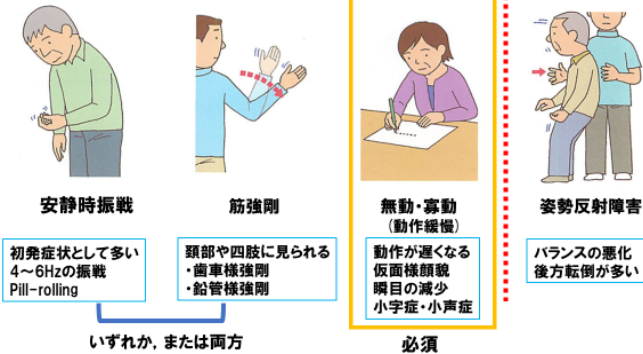 安静時振戦
初発症状として多い
4～6Hzの振戦
Pill-rolling
筋強剛
頚部や四肢に見られる
・歯車様強剛
・鉛管様強剛
いずれか, または両方
無動・寡動
(動作緩慢)
動作が遅くなる
仮面様顔貌
瞬目の減少
小字症・小声症
必須
姿勢反射障害
バランスの悪化
後方転倒が多い